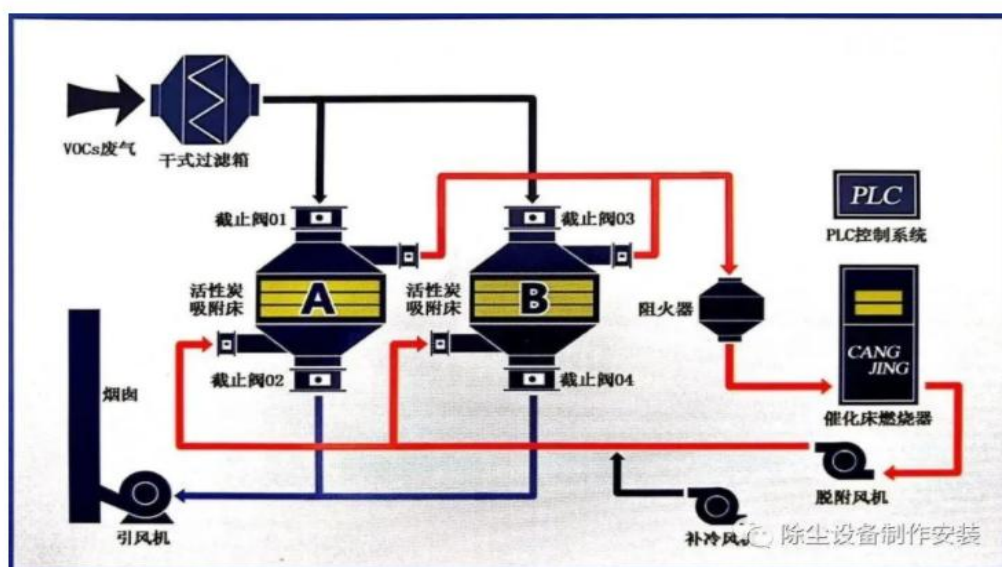 VOCs废气
干式过滤箱
截止阀01
截止阀03
PLC
PLC控制系统
活性炭
吸附床
A
活性炭
吸附床
B
阻火器
CANG
JING
烟囱
截止阀02
截止阀04
催化床燃烧器
脱附风机
引风机
补冷风机
除尘设备制作安装